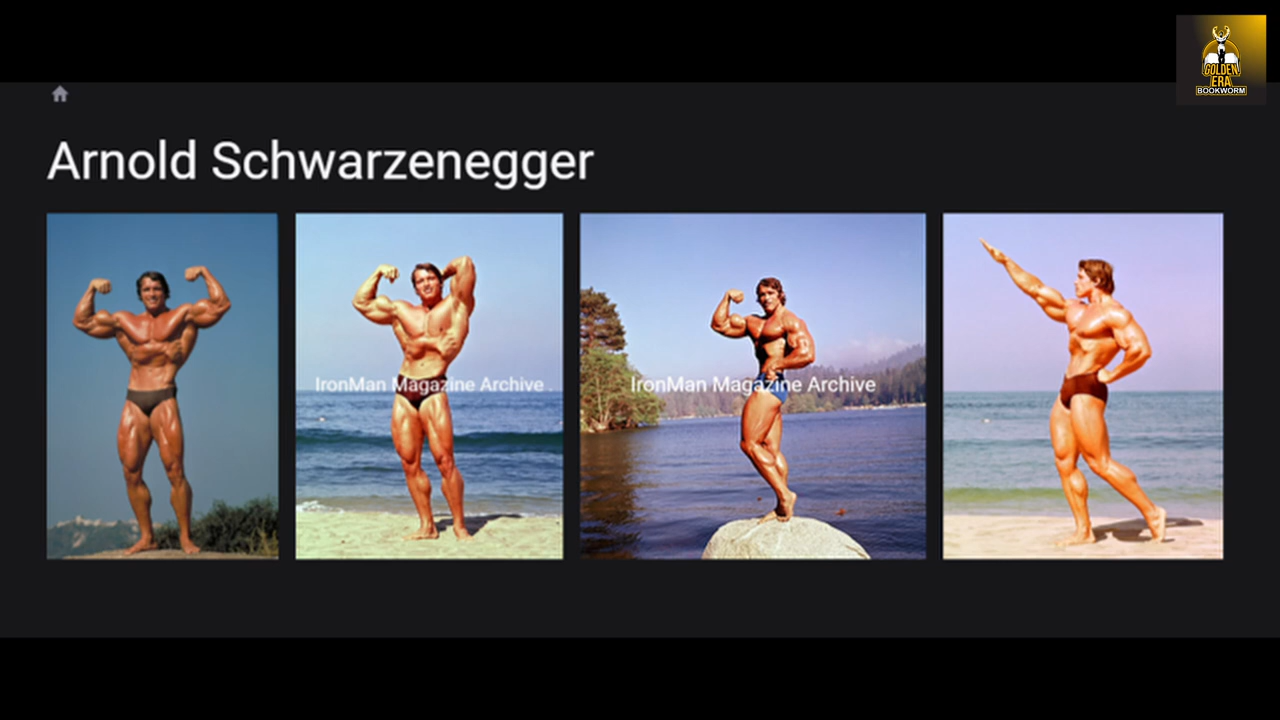 GOLDEN
ERA
BOOKWORM
Arnold Schwarzenegger
IronMan Magazine Archive .
IronMan Magazine Archive